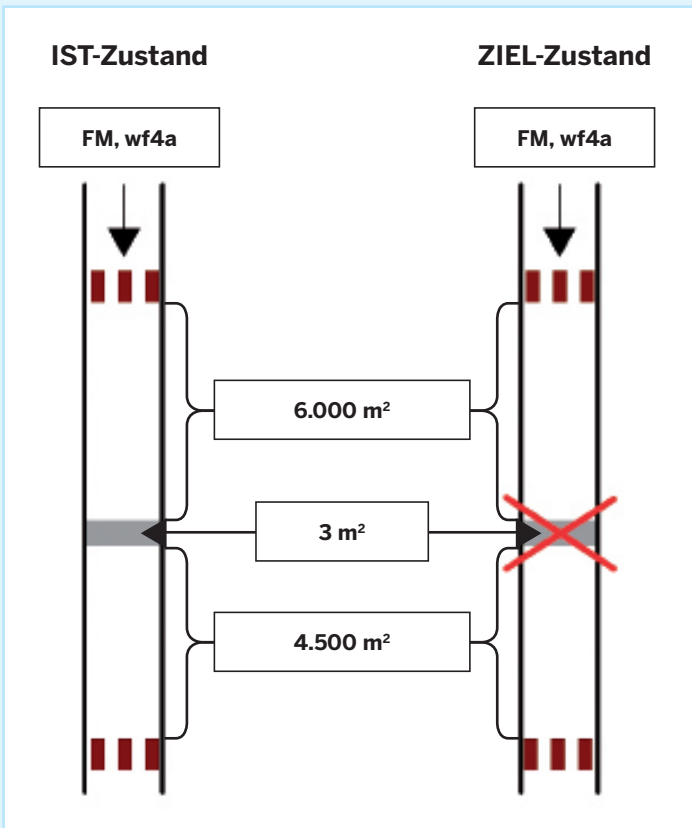 IST-Zustand
ZIEL-Zustand
FM, wf4a
FM, wf4a
6.000 m²
3 m²
4.500 m²